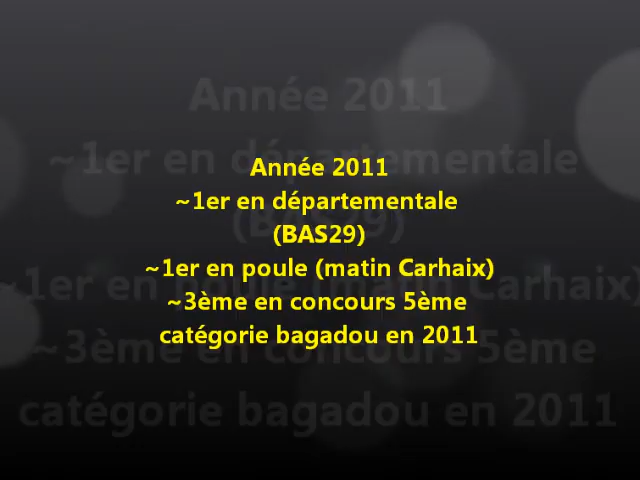 Année 2011
~1er en départementale
(BAS29)
~1er en poule (matin Carhaix)
~3ème en concours 5ème
catégorie bagadou en 2011